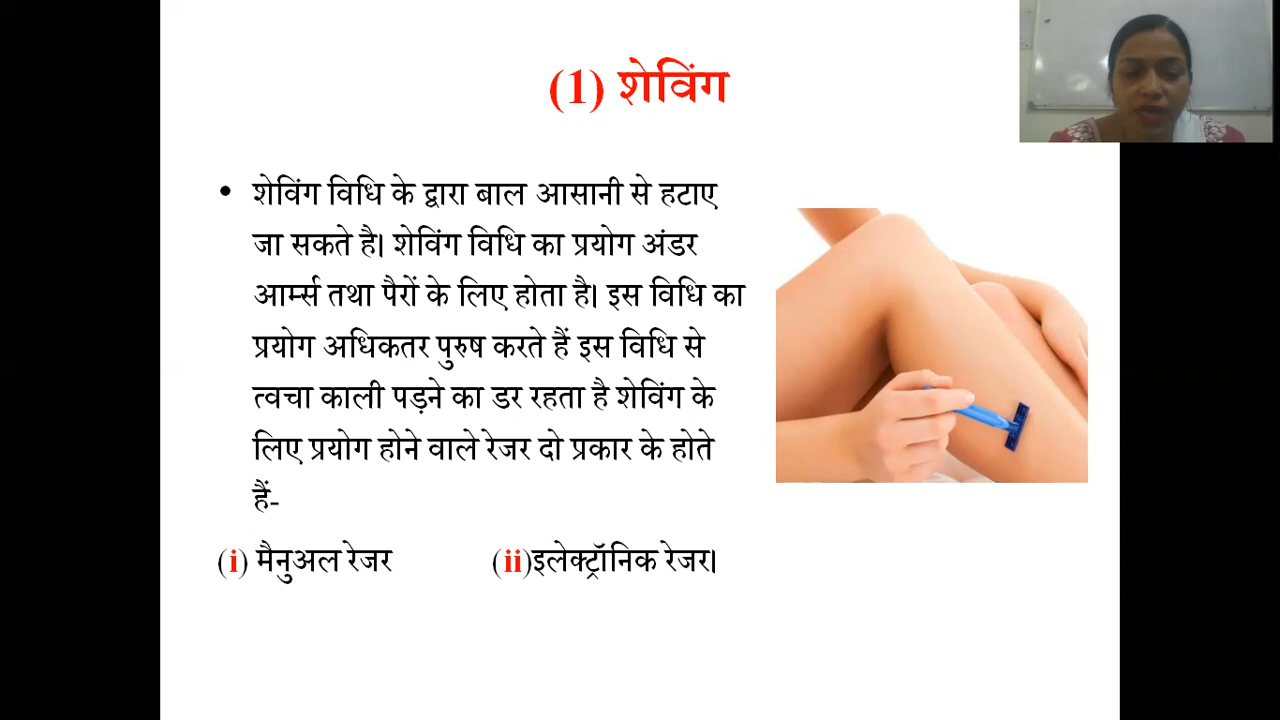 (1) शेविंग
• शेविंग विधि के द्वारा बाल आसानी से हटाए
जा सकते है। शेविंग विधि का प्रयोग अंडर
आर्म्स तथा पैरों के लिए होता है। इस विधि का
प्रयोग अधिकतर पुरुष करते हैं इस विधि से
त्वचा काली पड़ने का डर रहता है शेविंग के
लिए प्रयोग होने वाले रेजर दो प्रकार के होते
हैं-
(i) मैनुअल रेजर (ii)इलेक्ट्रॉनिक रेजर।